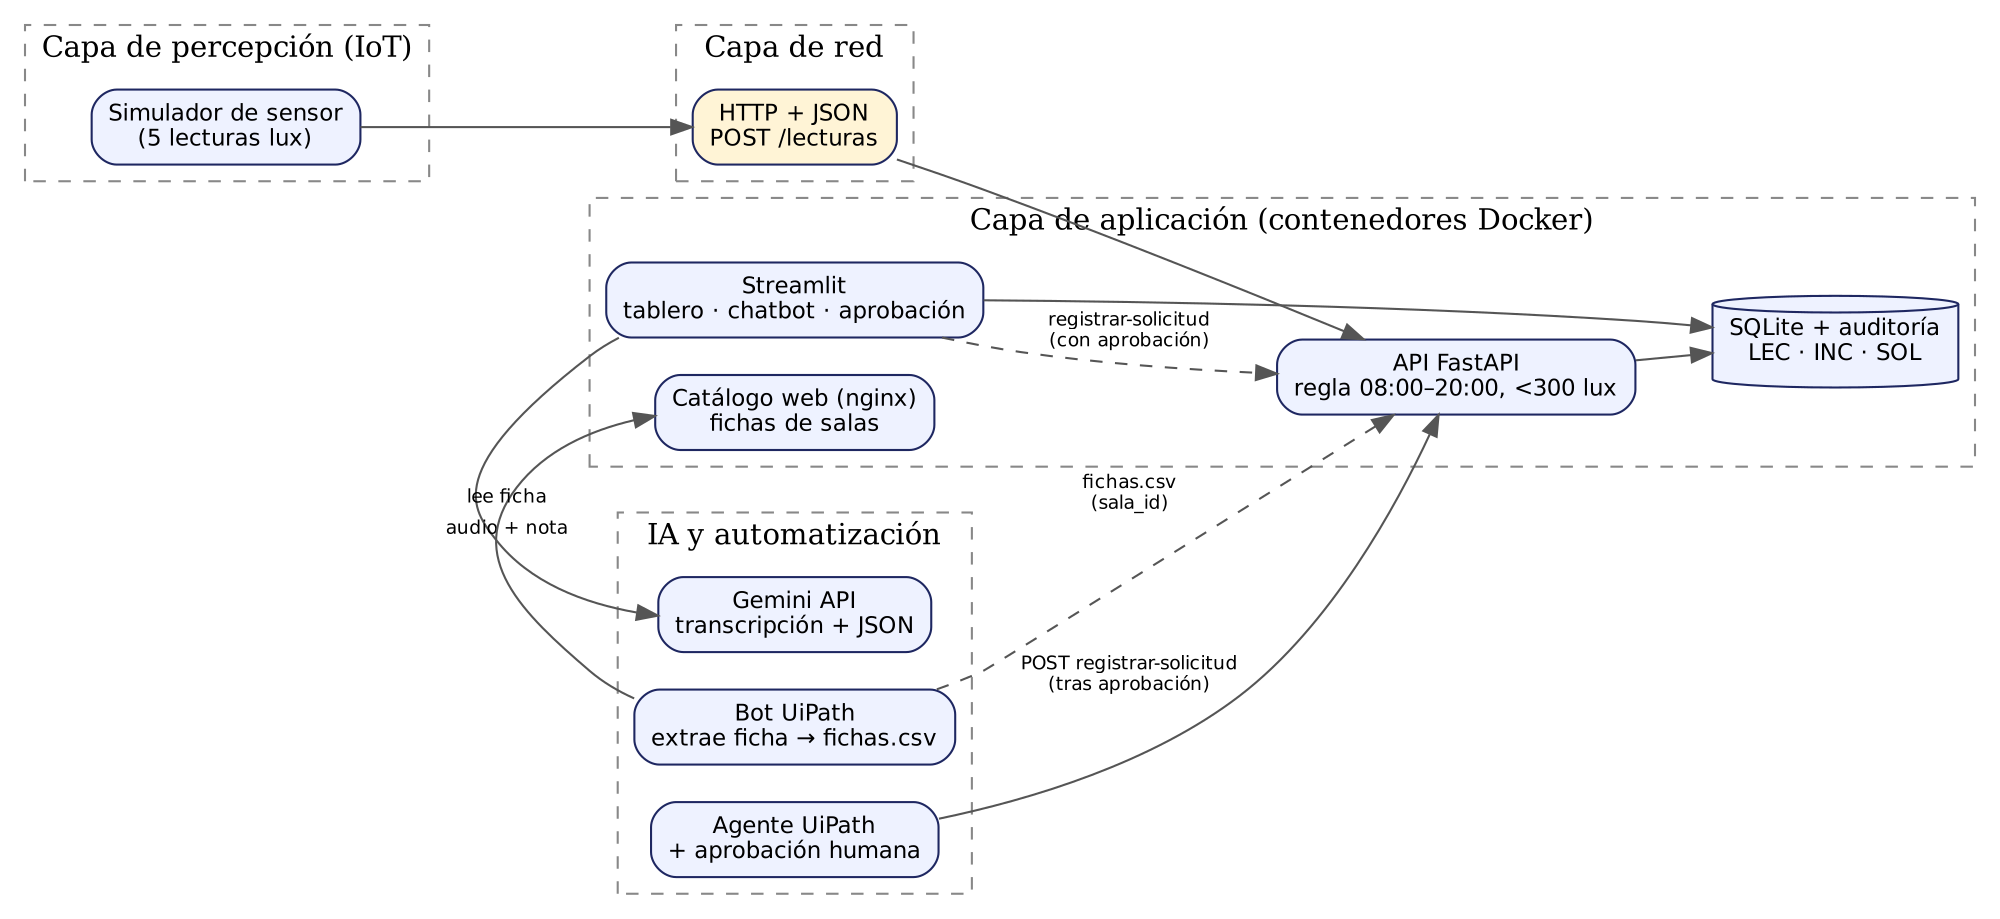 Capa de percepción (IoT)
Simulador de sensor
(5 lecturas lux)
Capa de red
HTTP + JSON
POST /lecturas
Capa de aplicación (contenedores Docker)
Streamlit
tablero · chatbot · aprobación
registrar-solicitud
(con aprobación)
API FastAPI
regla 08:00–20:00, <300 lux
SQLite + auditoría
LEC · INC · SOL
Catálogo web (nginx)
fichas de salas
lee ficha
audio + nota
fichas.csv
(sala_id)
IA y automatización
Gemini API
transcripción + JSON
POST registrar-solicitud
(tras aprobación)
Bot UiPath
extrae ficha → fichas.csv
Agente UiPath
+ aprobación humana